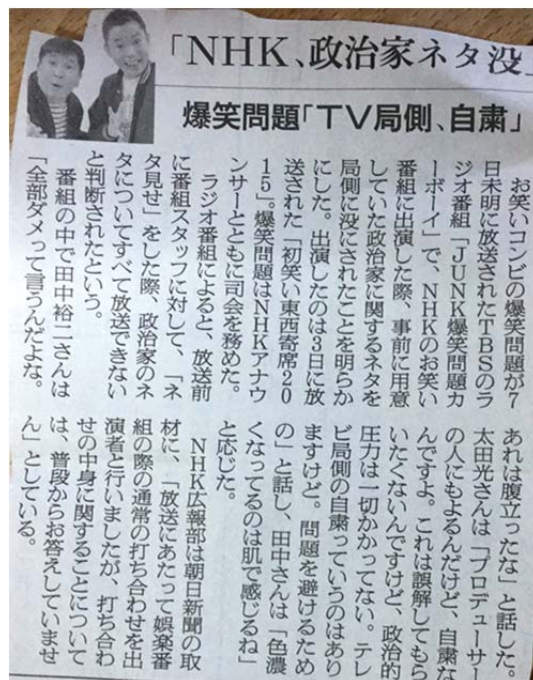 「NHK、政治家ネタ没」
爆笑問題「TV局側、自粛」
お笑いコンビの爆笑問題が7
日未明に放送されたTBSのラ
ジオ番組「JUNK爆笑問題カ
ーボーイ」で、NHKのお笑い
番組に出演した際、事前に用意
していた政治家に関するネタを
局側に没にされたことを明らか
にした。出演したのは3日に放
送された「初笑い東西寄席20
15」。爆笑問題はNHKアナウ
ンサーとともに司会を務めた。
ラジオ番組によると、放送前
に番組スタッフに対して、「ネ
タ見せ」をした際、政治家のネ
タについてすべて放送できない
と判断されたという。
番組の中で田中裕二さんは
「全部ダメって言うんだよな。
あれは腹立ったな」と話した。
太田光さんは「プロデューサー
の人にもよるんだけど、自粛な
んですよ。これは誤解してもら
いたくないんですけど、政治的
圧力は一切かかってない。テレ
ビ局側の自粛っていうのはあり
ますけど。問題を避けるため
の」と話し、田中さんは「色濃
くなってるのは肌で感じるね」
と応じた。
NHK広報部は朝日新聞の取
材に、「放送にあたって娯楽番
組の際の通常の打ち合わせを出
演者と行いましたが、打ち合わ
せの中身に関することについて
は、普段からお答えしていませ
ん」としている。